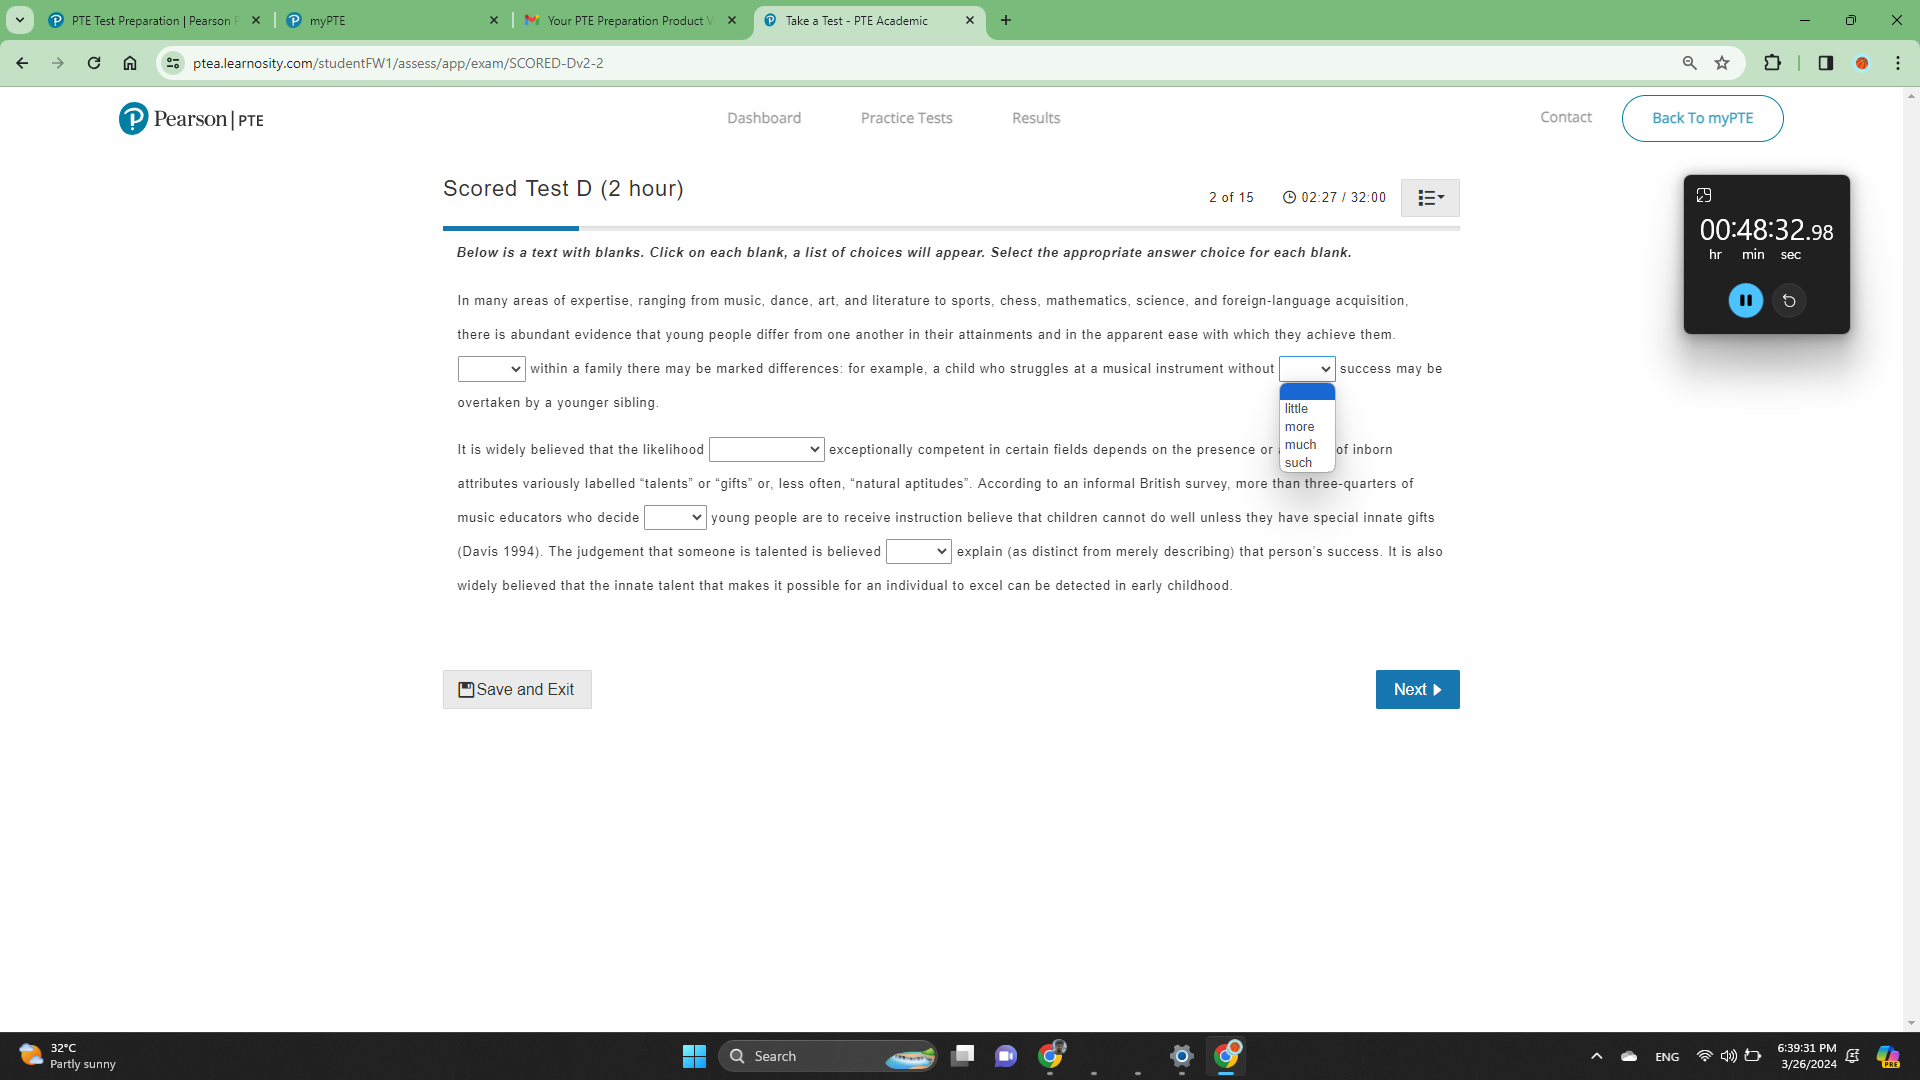 PTE Test Preparation | Pearson P
myPTE
Your PTE Preparation Product V
Take a Test - PTE Academic
ptea.learnosity.com/studentFW1/assess/app/exam/SCORED-Dv2-2
Pearson | PTE
Dashboard
Practice Tests
Results
Contact
Back To myPTE
Scored Test D (2 hour)
2 of 15
02:27 / 32:00
00:48:32.98
hr min sec
Below is a text with blanks. Click on each blank, a list of choices will appear. Select the appropriate answer choice for each blank.
In many areas of expertise, ranging from music, dance, art, and literature to sports, chess, mathematics, science, and foreign-language acquisition,
there is abundant evidence that young people differ from one another in their attainments and in the apparent ease with which they achieve them.
within a family there may be marked differences: for example, a child who struggles at a musical instrument without success may be
overtaken by a younger sibling.
little
more
much
such
It is widely believed that the likelihood exceptionally competent in certain fields depends on the presence or of inborn
attributes variously labelled “talents” or “gifts” or, less often, “natural aptitudes”. According to an informal British survey, more than three-quarters of
music educators who decide young people are to receive instruction believe that children cannot do well unless they have special innate gifts
(Davis 1994). The judgement that someone is talented is believed explain (as distinct from merely describing) that person’s success. It is also
widely believed that the innate talent that makes it possible for an individual to excel can be detected in early childhood.
Save and Exit
Next
32°C
Partly sunny
Search
ENG
6:39:31 PM
3/26/2024
PRE